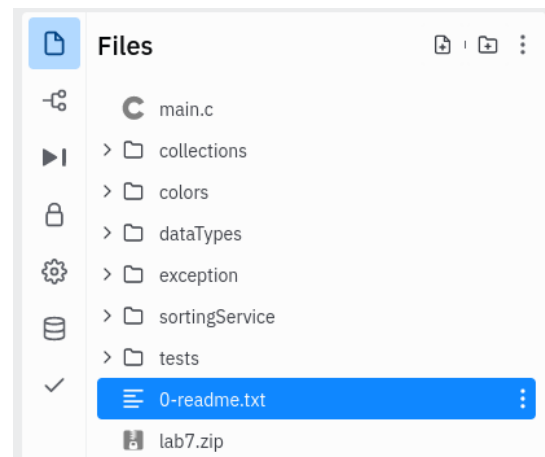 Files
main.c
collections
colors
dataTypes
exception
sortingService
tests
0-readme.txt
lab7.zip